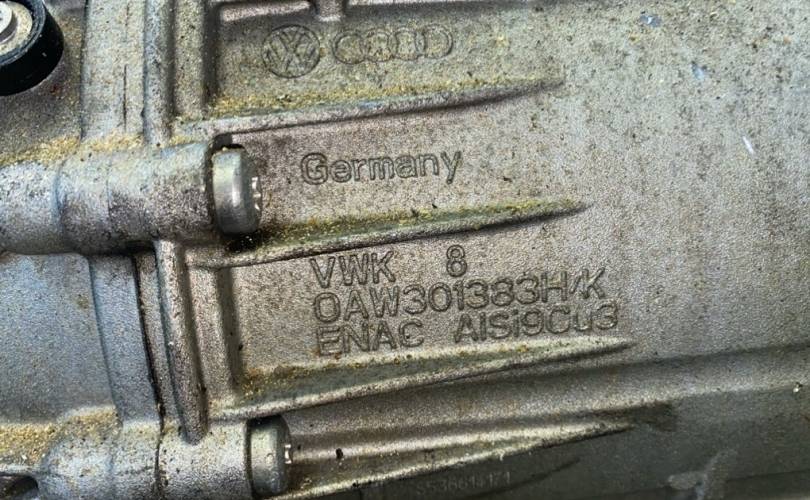 Germany
VWK 8
0AW301383H/K
ENAC AlSi9Cu3